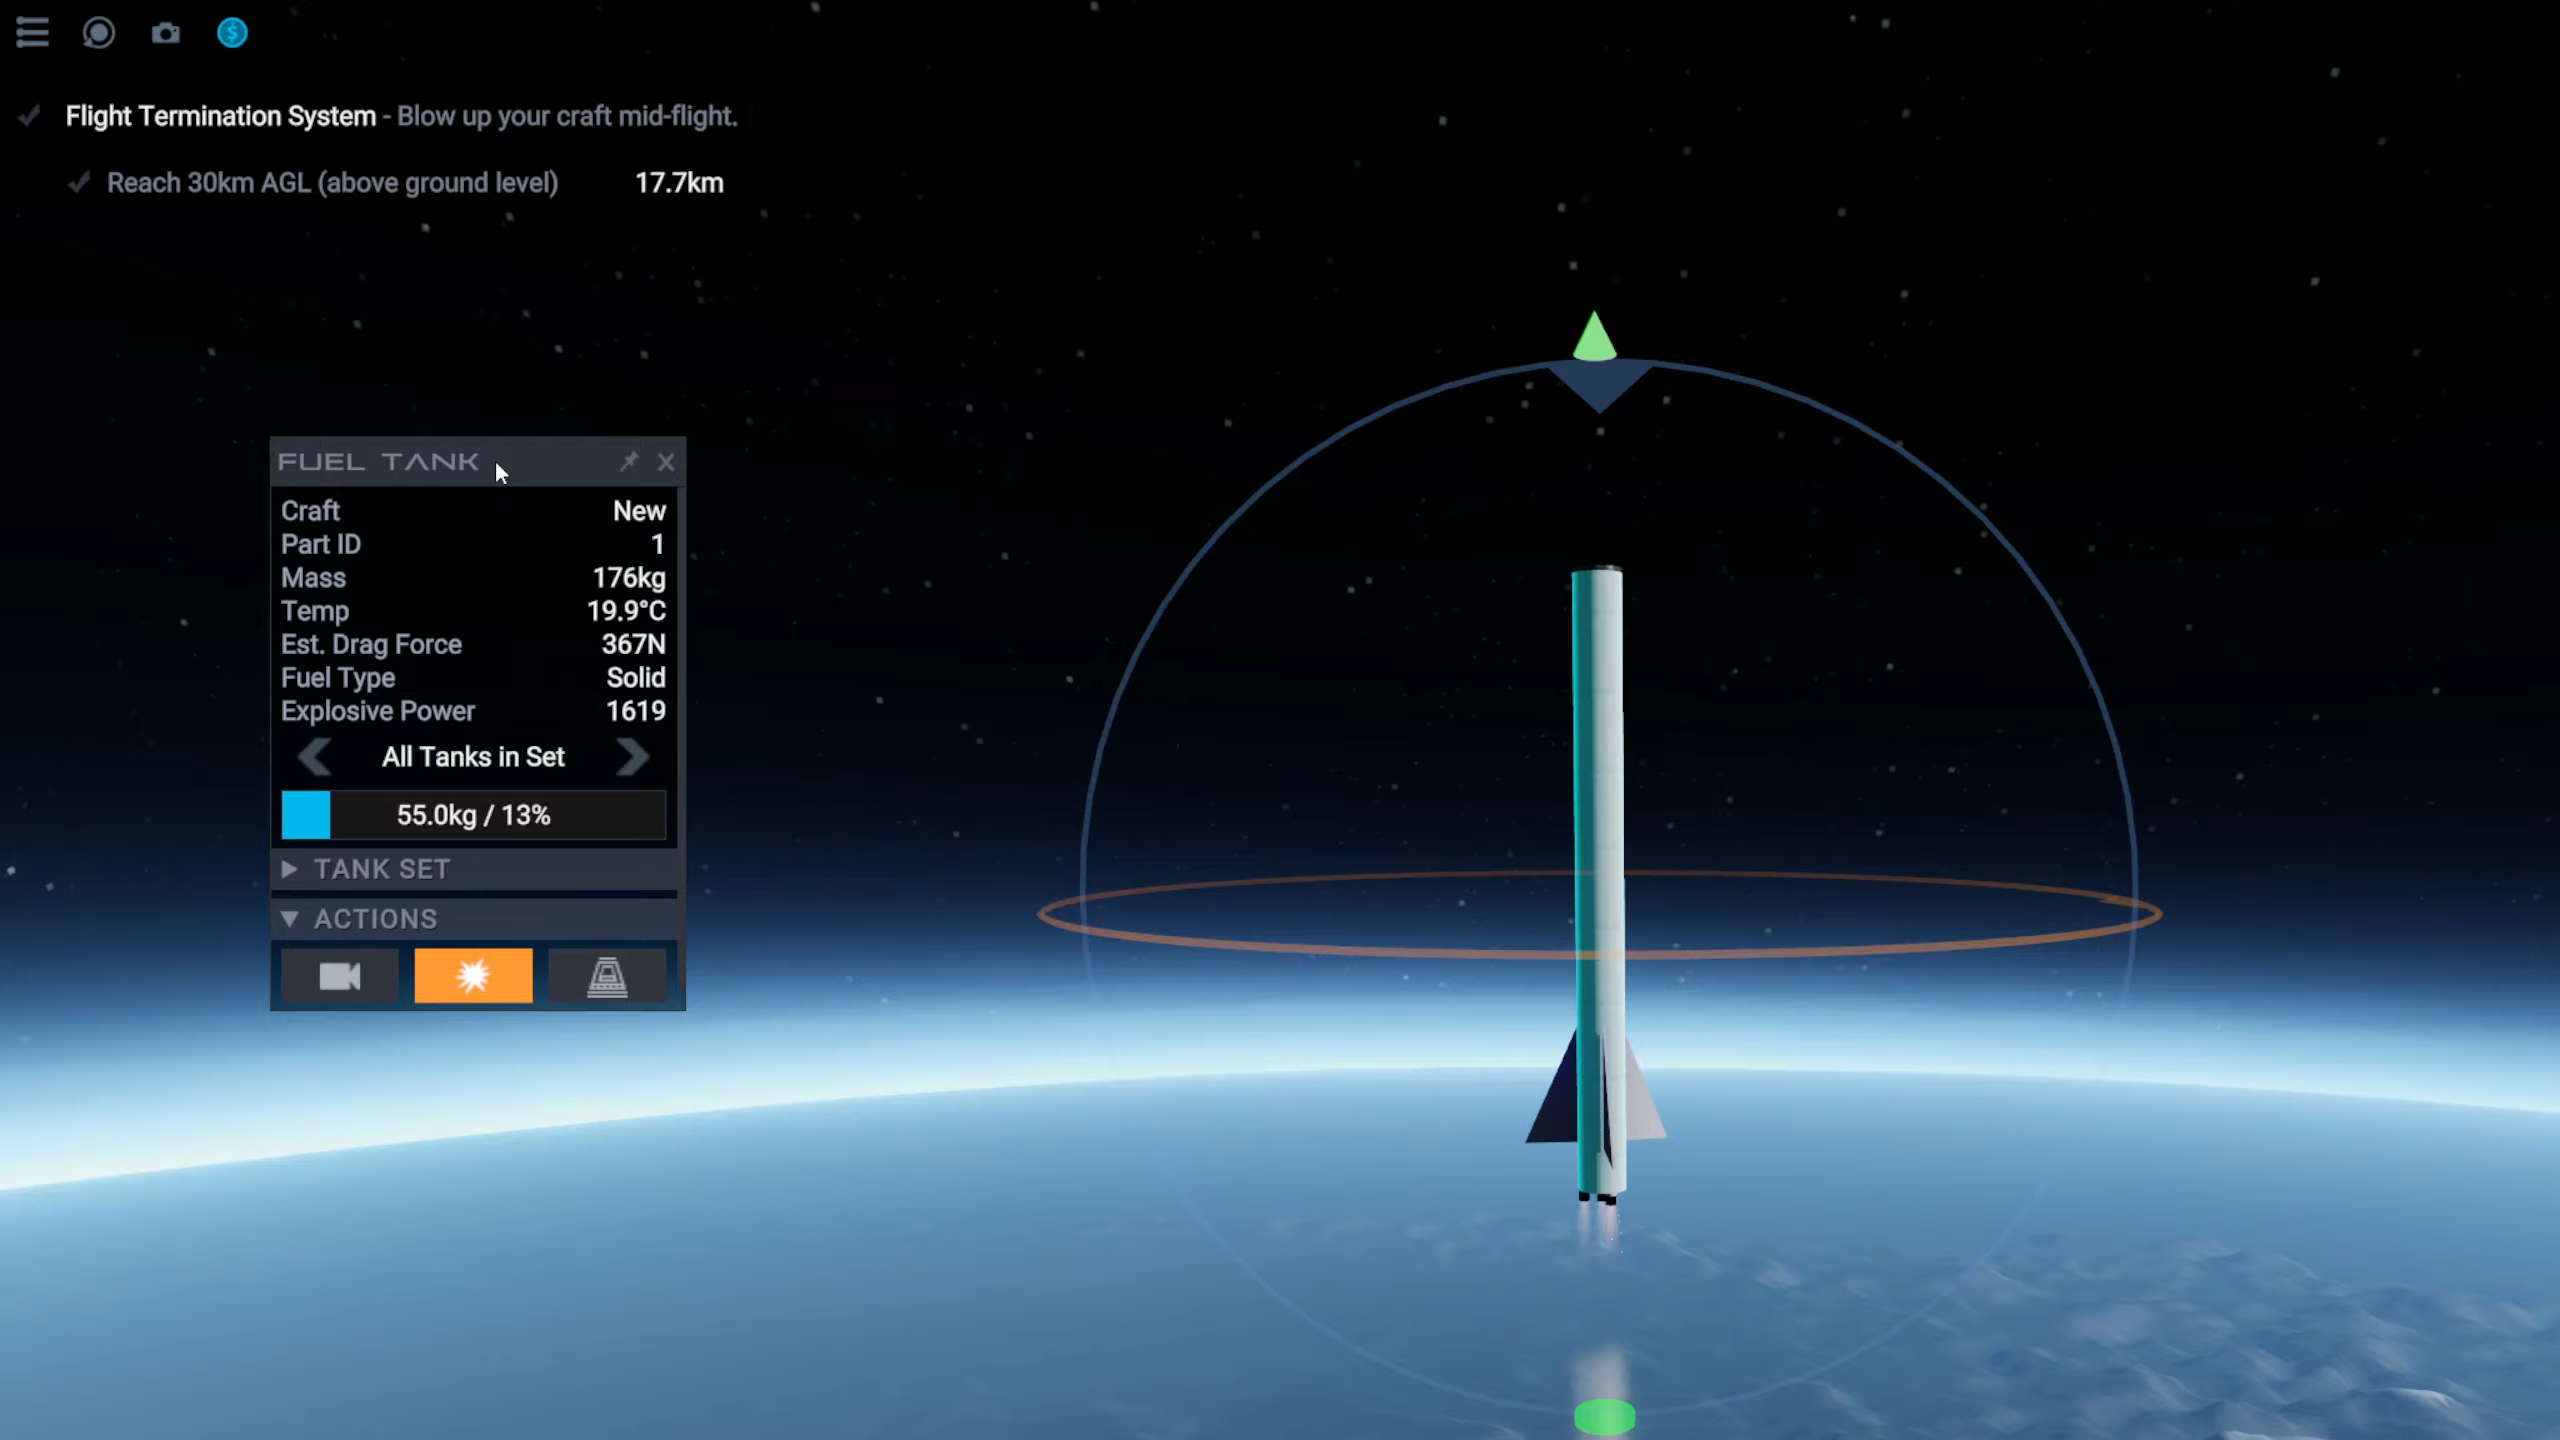 Flight Termination System - Blow up your craft mid-flight.
Reach 30km AGL (above ground level) 17.7km
FUEL TANK
Craft New
Part ID 1
Mass 176kg
Temp 19.9°C
Est. Drag Force 367N
Fuel Type Solid
Explosive Power 1619
All Tanks in Set
55.0kg / 13%
TANK SET
ACTIONS